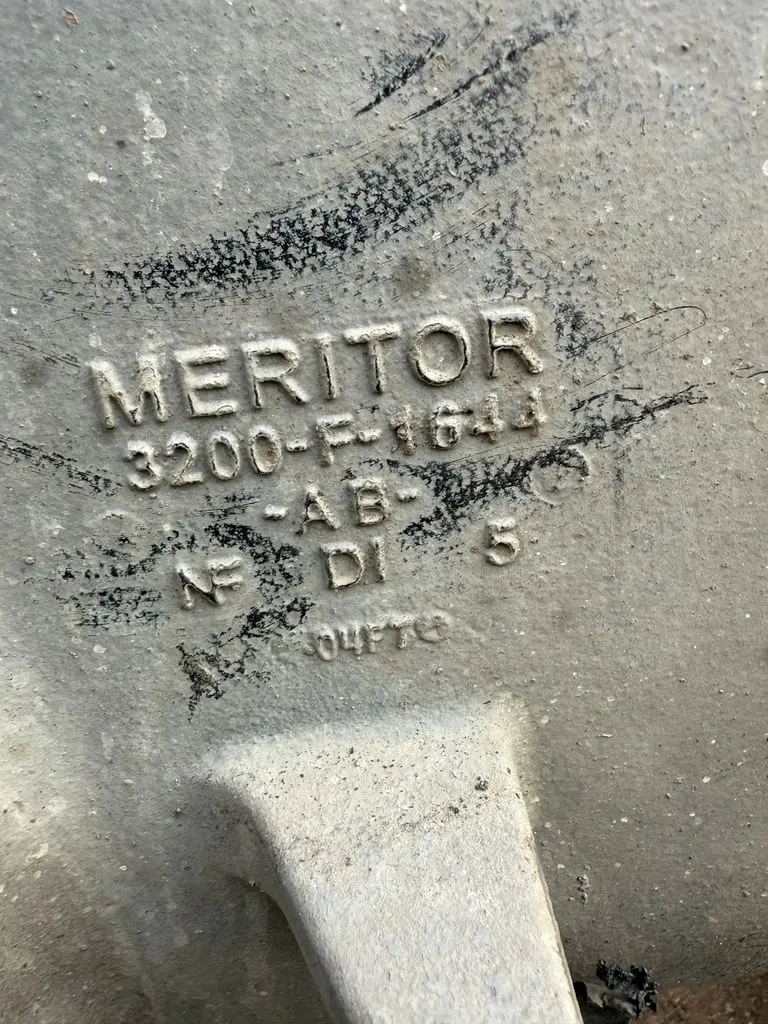 MERITOR
3200-F-1644
-AB-
NF DI 5